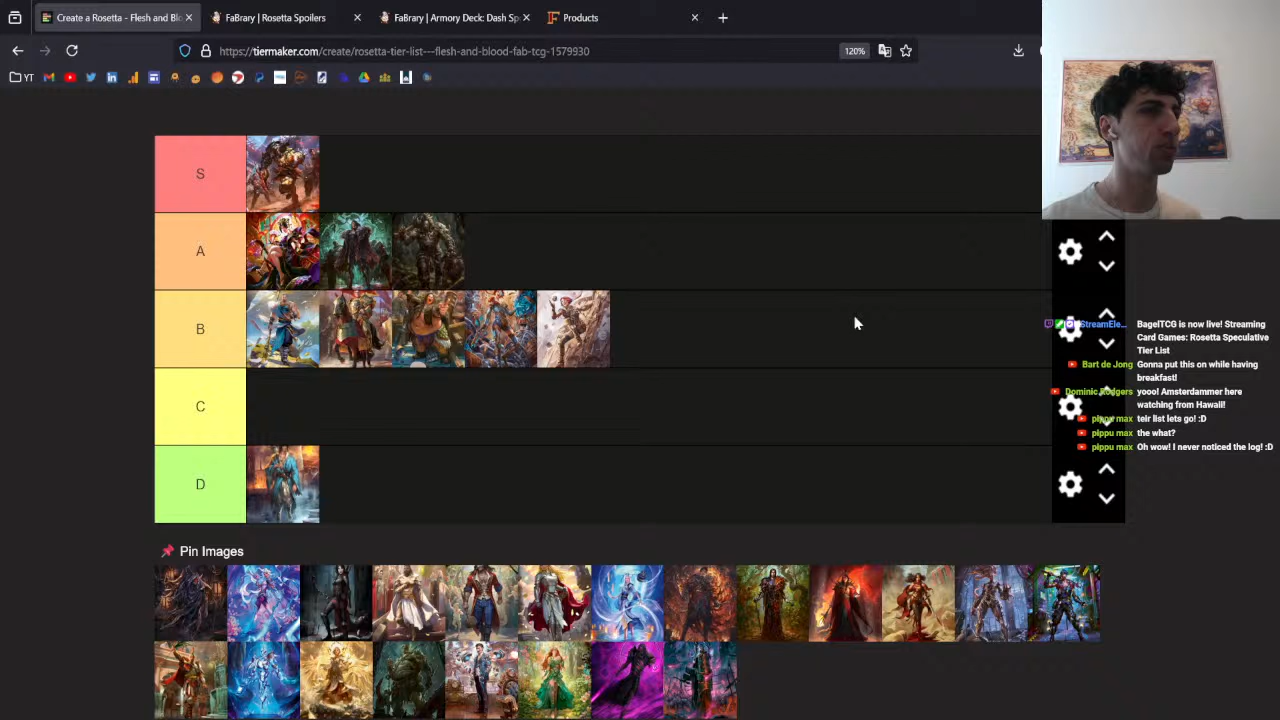 Create a Rosetta - Flesh and Blo
FaBrary | Rosetta Spoilers
FaBrary | Armory Deck: Dash Sp
Products
https://tiermaker.com/create/rosetta-tier-list---flesh-and-blood-fab-tcg-1579930
120%
YT
S
A
B
C
D
Pin Images
StreamEle... BagelTCG is now live! Streaming
Card Games: Rosetta Speculative
Tier List
Bart de Jong Gonna put this on while having
breakfast!
Dominic Rodgers yooo! Amsterdammer here
watching from Hawaii!
pippu max teir list lets go! :D
pippu max the what?
pippu max Oh wow! I never noticed the log! :D